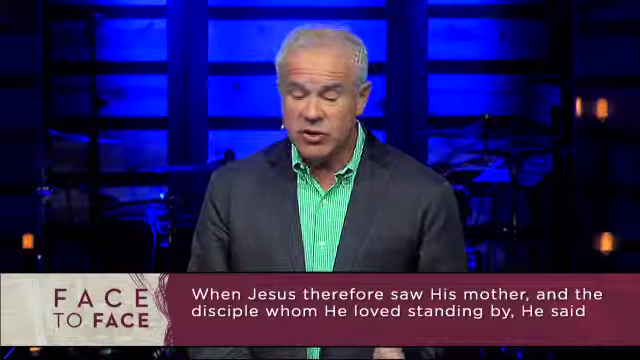 FACE
TO FACE
When Jesus therefore saw His mother, and the
disciple whom He loved standing by, He said